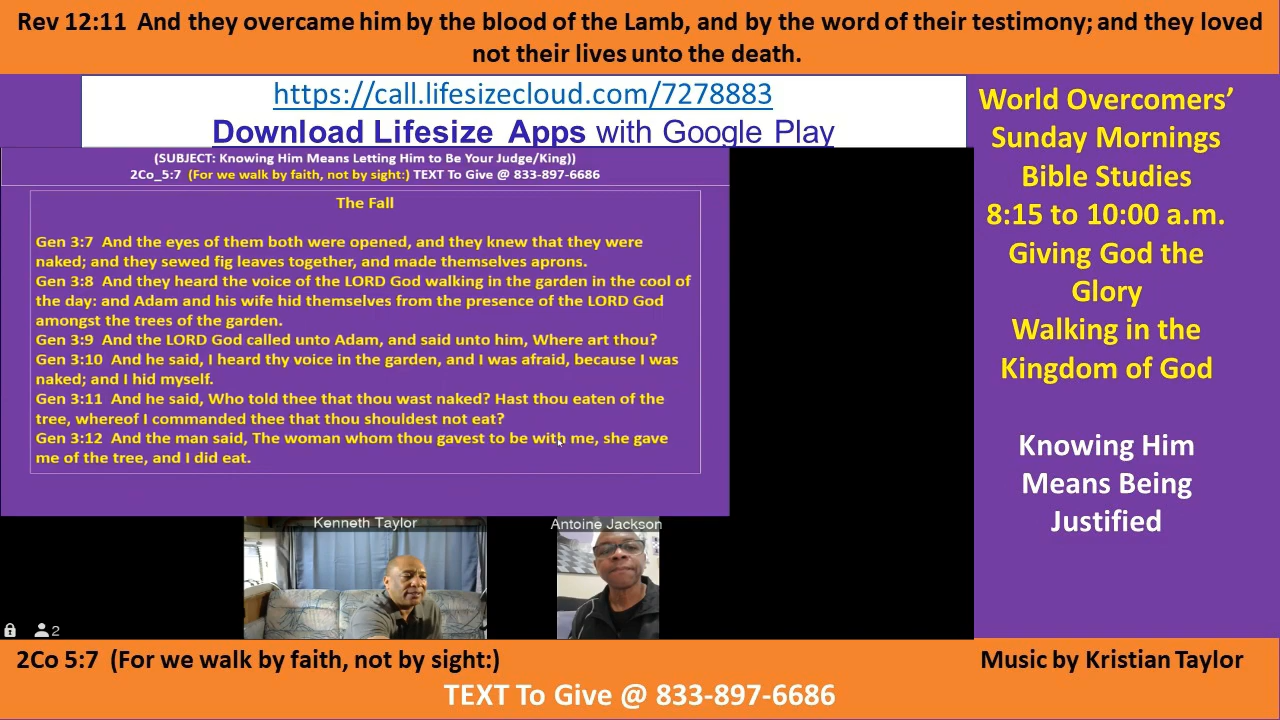 Rev 12:11  And they overcame him by the blood of the Lamb, and by the word of their testimony; and they loved
not their lives unto the death.
https://call.lifesizecloud.com/7278883
Download Lifesize Apps with Google Play
(SUBJECT: Knowing Him Means Letting Him to Be Your Judge/King))
2Co_5:7  (For we walk by faith, not by sight:) TEXT To Give @ 833-897-6686
The Fall
Gen 3:7  And the eyes of them both were opened, and they knew that they were
naked; and they sewed fig leaves together, and made themselves aprons.
Gen 3:8  And they heard the voice of the LORD God walking in the garden in the cool of
the day: and Adam and his wife hid themselves from the presence of the LORD God
amongst the trees of the garden.
Gen 3:9  And the LORD God called unto Adam, and said unto him, Where art thou?
Gen 3:10  And he said, I heard thy voice in the garden, and I was afraid, because I was
naked; and I hid myself.
Gen 3:11  And he said, Who told thee that thou wast naked? Hast thou eaten of the
tree, whereof I commanded thee that thou shouldest not eat?
Gen 3:12  And the man said, The woman whom thou gavest to be with me, she gave
me of the tree, and I did eat.
Kenneth Taylor
Antoine Jackson
2
World Overcomers’
Sunday Mornings
Bible Studies
8:15 to 10:00 a.m.
Giving God the
Glory
Walking in the
Kingdom of God
Knowing Him
Means Being
Justified
2Co 5:7  (For we walk by faith, not by sight:)
Music by Kristian Taylor
TEXT To Give @ 833-897-6686